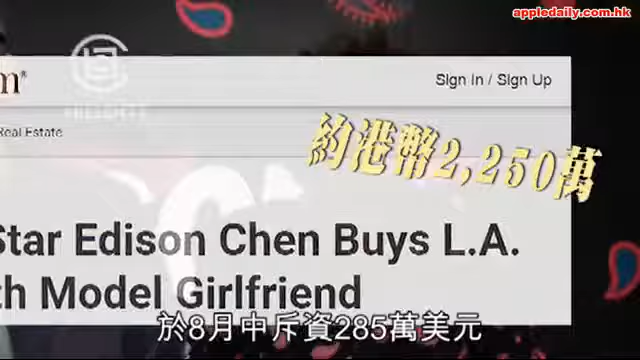 appledaily.com.hk
m®
Sign In / Sign Up
Real Estate
約港幣2,250萬
Star Edison Chen Buys L.A.
th Model Girlfriend
於8月中斥資285萬美元